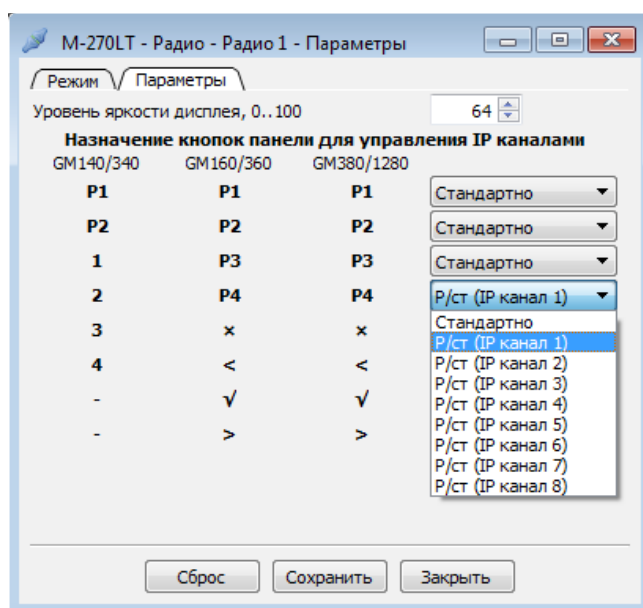 M-270LT - Радио - Радио 1 - Параметры
Режим Параметры
Уровень яркости дисплея, 0..100 64
Назначение кнопок панели для управления IP каналами
GM140/340 GM160/360 GM380/1280
P1 P1 P1 Стандартно
P2 P2 P2 Стандартно
1 P3 P3 Стандартно
2 P4 P4 Р/ст (IP канал 1)
3 × ×
4 < <
- √ √
- > >
Стандартно
Р/ст (IP канал 1)
Р/ст (IP канал 2)
Р/ст (IP канал 3)
Р/ст (IP канал 4)
Р/ст (IP канал 5)
Р/ст (IP канал 6)
Р/ст (IP канал 7)
Р/ст (IP канал 8)
Сброс Сохранить Закрыть